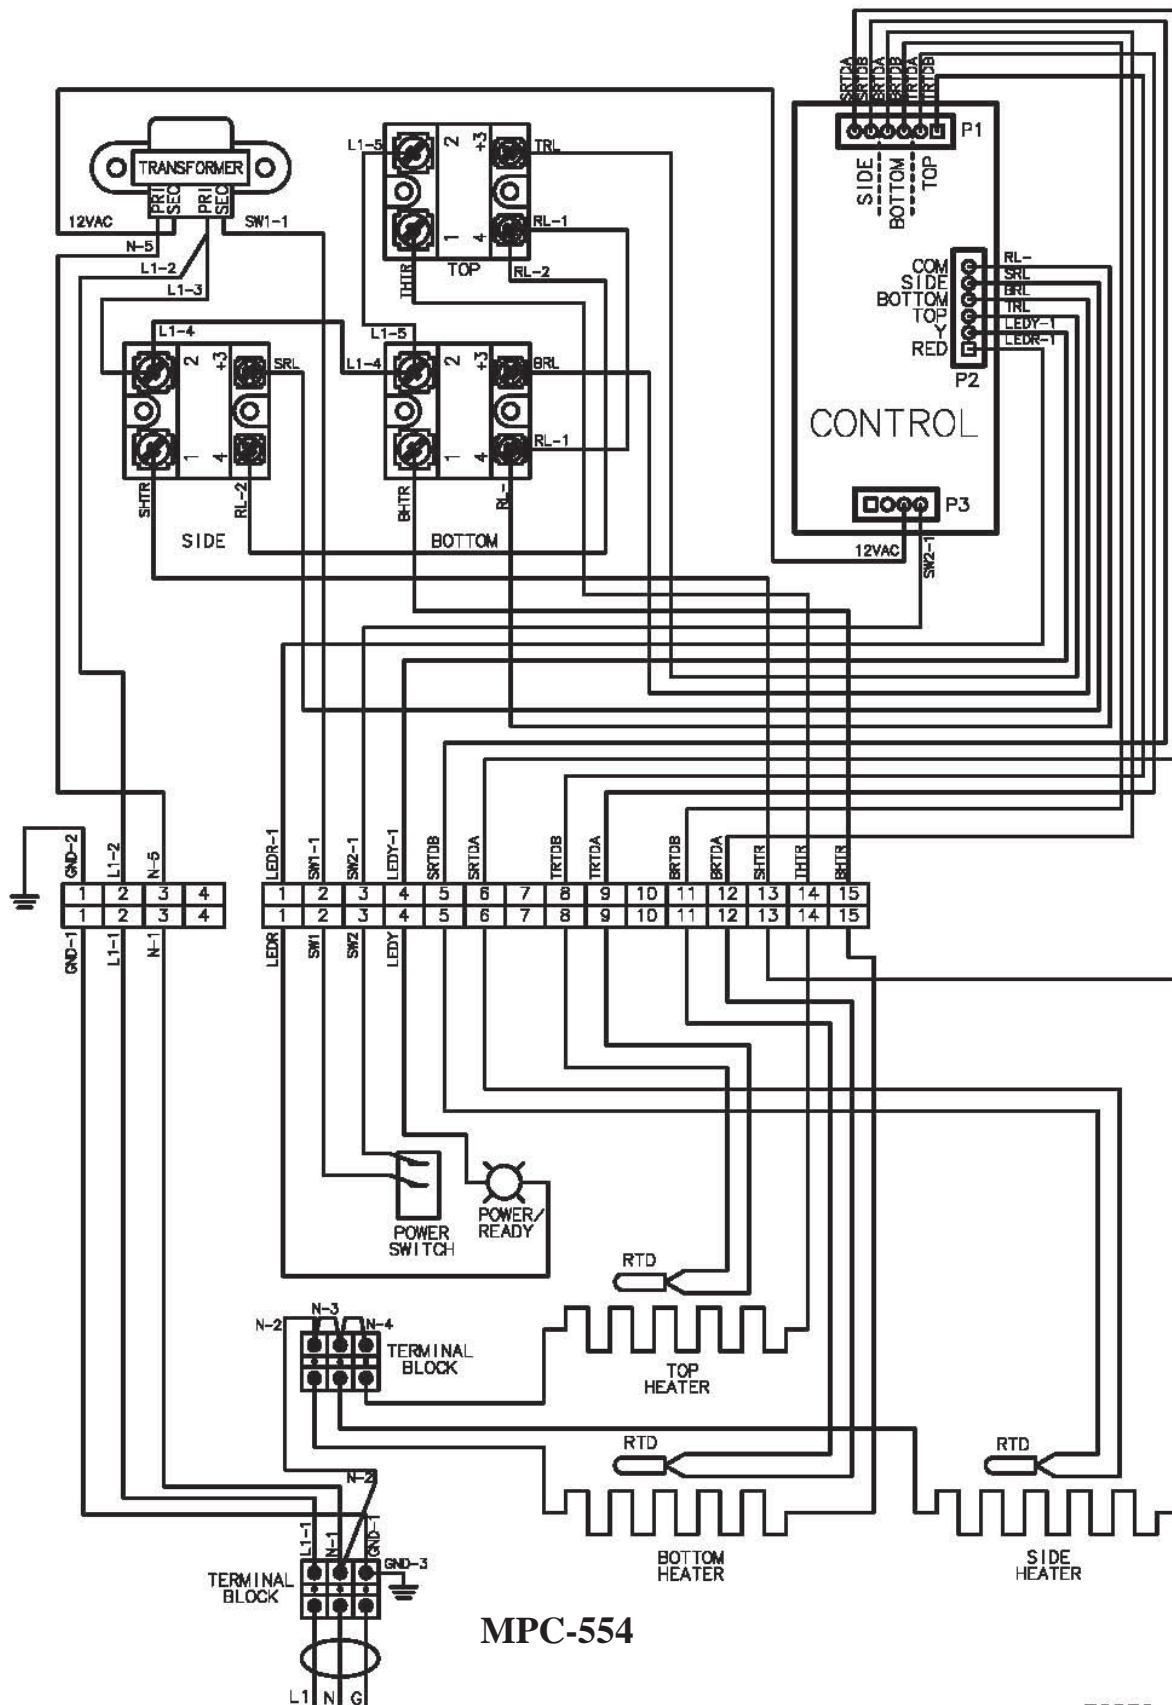 SRTDA
SRTDB
BRTDA
BRTDB
TRTDA
TRTDB
P1
SIDE
BOTTOM
TOP
TRANSFORMER
PRI
SEC
PRI
SEC
12VAC
SW1-1
N-5
L1-2
L1-3
L1-5
2
+3
1
4
TRL
RL-1
TOP
RL-2
THTR
L1-4
L1-5
L1-4
2
+3
1
4
SRL
SHTR
RL-2
SIDE
2
+3
1
4
BRL
RL-1
BHTR
RL-
BOTTOM
COM
SIDE
BOTTOM
TOP
Y
RED
RL-
SRL
BRL
TRL
LEDY-1
LEDR-1
P2
CONTROL
P3
12VAC
SW2-1
GND-2
L1-2
N-5
LEDR-1
SW1-1
SW2-1
LEDY-1
SRTDB
SRTDA
TRTDB
TRTDA
BRTDB
BRTDA
SHTR
THTR
BHTR
1 2 3 4
1 2 3 4 5 6 7 8 9 10 11 12 13 14 15
1 2 3 4
1 2 3 4 5 6 7 8 9 10 11 12 13 14 15
GND-1
L1-1
N-1
LEDR
SW1
SW2
LEDY
POWER
SWITCH
POWER/
READY
RTD
N-2
N-3
N-4
TERMINAL
BLOCK
TOP
HEATER
RTD
RTD
N-2
L1-1
N-1
GND-1
GND-3
TERMINAL
BLOCK
BOTTOM
HEATER
SIDE
HEATER
MPC-554
L1 N G